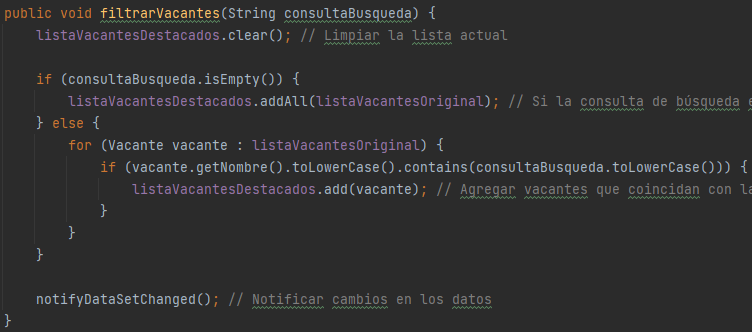 public void filtrarVacantes(String consultaBusqueda) {
listaVacantesDestacados.clear(); // Limpiar la lista actual
if (consultaBusqueda.isEmpty()) {
listaVacantesDestacados.addAll(listaVacantesOriginal); // Si la consulta de búsqueda e
} else {
for (Vacante vacante : listaVacantesOriginal) {
if (vacante.getNombre().toLowerCase().contains(consultaBusqueda.toLowerCase())) {
listaVacantesDestacados.add(vacante); // Agregar vacantes que coincidan con la
}
}
}
notifyDataSetChanged(); // Notificar cambios en los datos
}